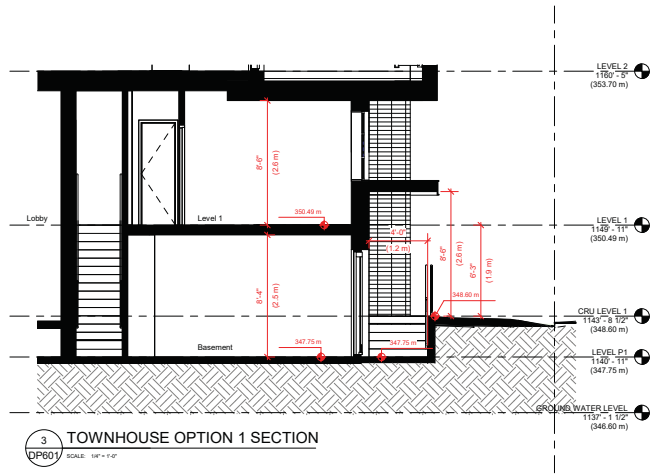 LEVEL 2
1160' - 5"
(353.70 m)
8'-6"
(2.6 m)
350.49 m
Lobby
Level 1
LEVEL 1
1149' - 11"
(350.49 m)
4'-0"
(1.2 m)
8'-6"
(2.6 m)
6'-3"
(1.9 m)
8'-4"
(2.5 m)
348.60 m
CRU LEVEL 1
1143' - 8 1/2"
(348.60 m)
Basement
347.75 m
347.75 m
LEVEL P1
1140' - 11"
(347.75 m)
GROUND WATER LEVEL
1137' - 1 1/2"
(346.60 m)
3
DP601
TOWNHOUSE OPTION 1 SECTION
SCALE: 1/4" = 1'-0"